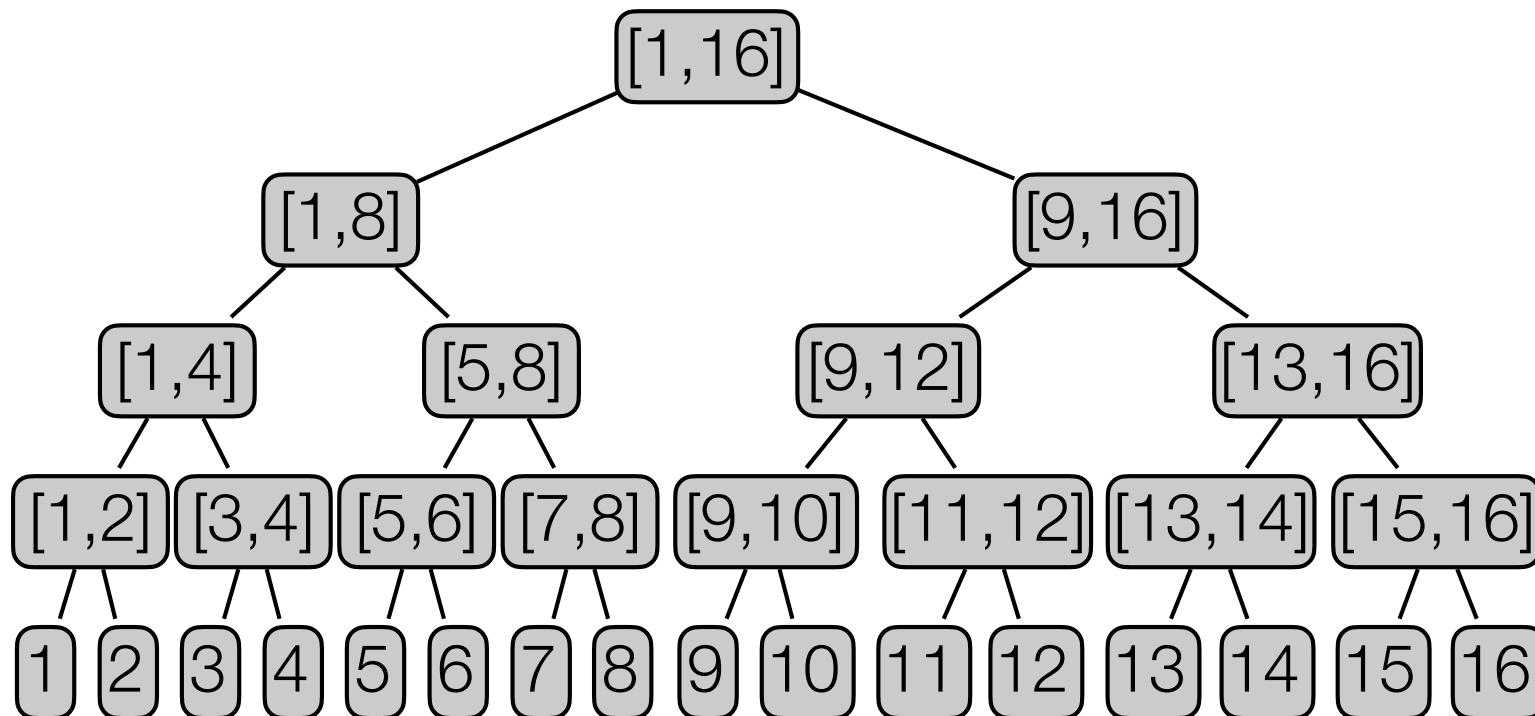 [1,16]
[1,8] [9,16]
[1,4] [5,8] [9,12] [13,16]
[1,2] [3,4] [5,6] [7,8] [9,10] [11,12] [13,14] [15,16]
1 2 3 4 5 6 7 8 9 10 11 12 13 14 15 16